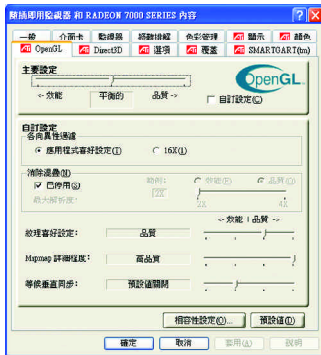 隨插即用監視器 和 RADEON 7000 SERIES 內容
一般 介面卡 監視器 疑難排解 色彩管理 顯示 顏色
OpenGL Direct3D 選項 覆蓋 SMARTGART(tm)
主要設定
<- 效能 平衡的 品質 ->
OpenGL
自訂設定(C)
自訂設定
各向異性過濾
應用程式喜好設定(I) 16X(1)
消除混疊(N)
已停用(S)
效能(E) 品質(O)
2X
最大解析度:
2X 4X
<- 效能 | 品質 ->
紋理喜好設定: 品質
Mipmap 詳細程度: 高品質
等候垂直同步: 預設值關閉
相容性設定(O)... 預設值(D)
確定 取消 套用(A) 說明